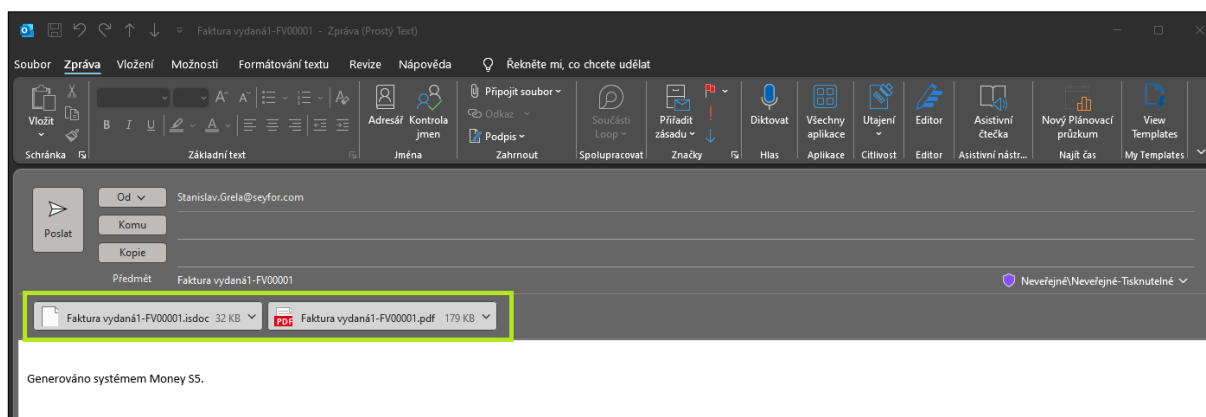 Faktura vydaná1-FV00001 - Zpráva (Prostý Text)
Soubor Zpráva Vložení Možnosti Formátování textu Revize Nápověda Řekněte mi, co chcete udělat
Vložit
Schránka
B I U A
Základní text
Adresář Kontrola jmen
Jména
Připojit soubor
Odkaz
Podpis
Zahrnout
Součásti Loop
Spolupracovat
Přiřadit zásadu
Značky
Diktovat
Hlas
Všechny aplikace
Aplikace
Utajení
Citlivost
Editor
Editor
Asistivní čtečka
Asistivní nástr...
Nový Plánovací průzkum
Najít čas
View Templates
My Templates
Poslat
Od Stanislav.Grela@seyfor.com
Komu
Kopie
Předmět Faktura vydaná1-FV00001 Neveřejné\Neveřejné-Tisknutelné
Faktura vydaná1-FV00001.isdoc 32 KB PDF Faktura vydaná1-FV00001.pdf 179 KB
Generováno systémem Money S5.